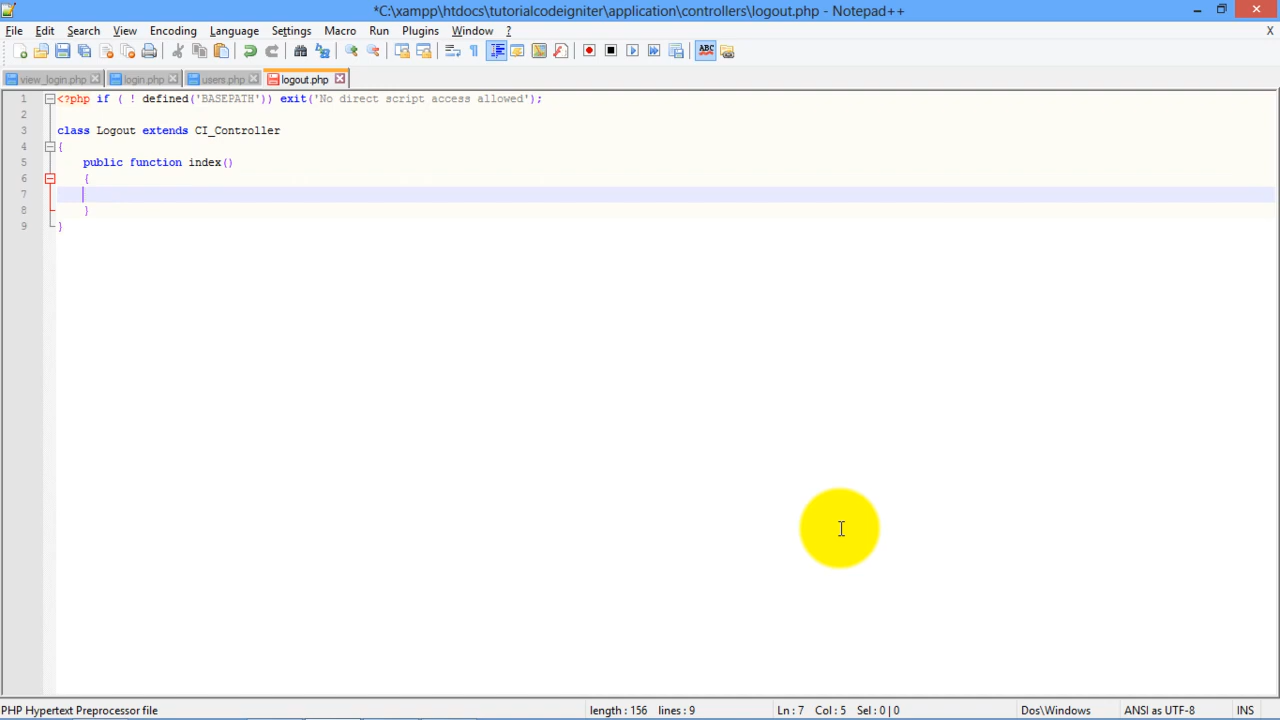 *C:\xampp\htdocs\tutorialcodeigniter\application\controllers\logout.php - Notepad++
File Edit Search View Encoding Language Settings Macro Run Plugins Window ? X
view_login.php login.php users.php logout.php
1 <?php if ( ! defined('BASEPATH')) exit('No direct script access allowed');
2
3 class Logout extends CI_Controller
4 {
5 public function index()
6 {
7
8 }
9 }
PHP Hypertext Preprocessor file length : 156 lines : 9 Ln : 7 Col : 5 Sel : 0 | 0 Dos\Windows ANSI as UTF-8 INS